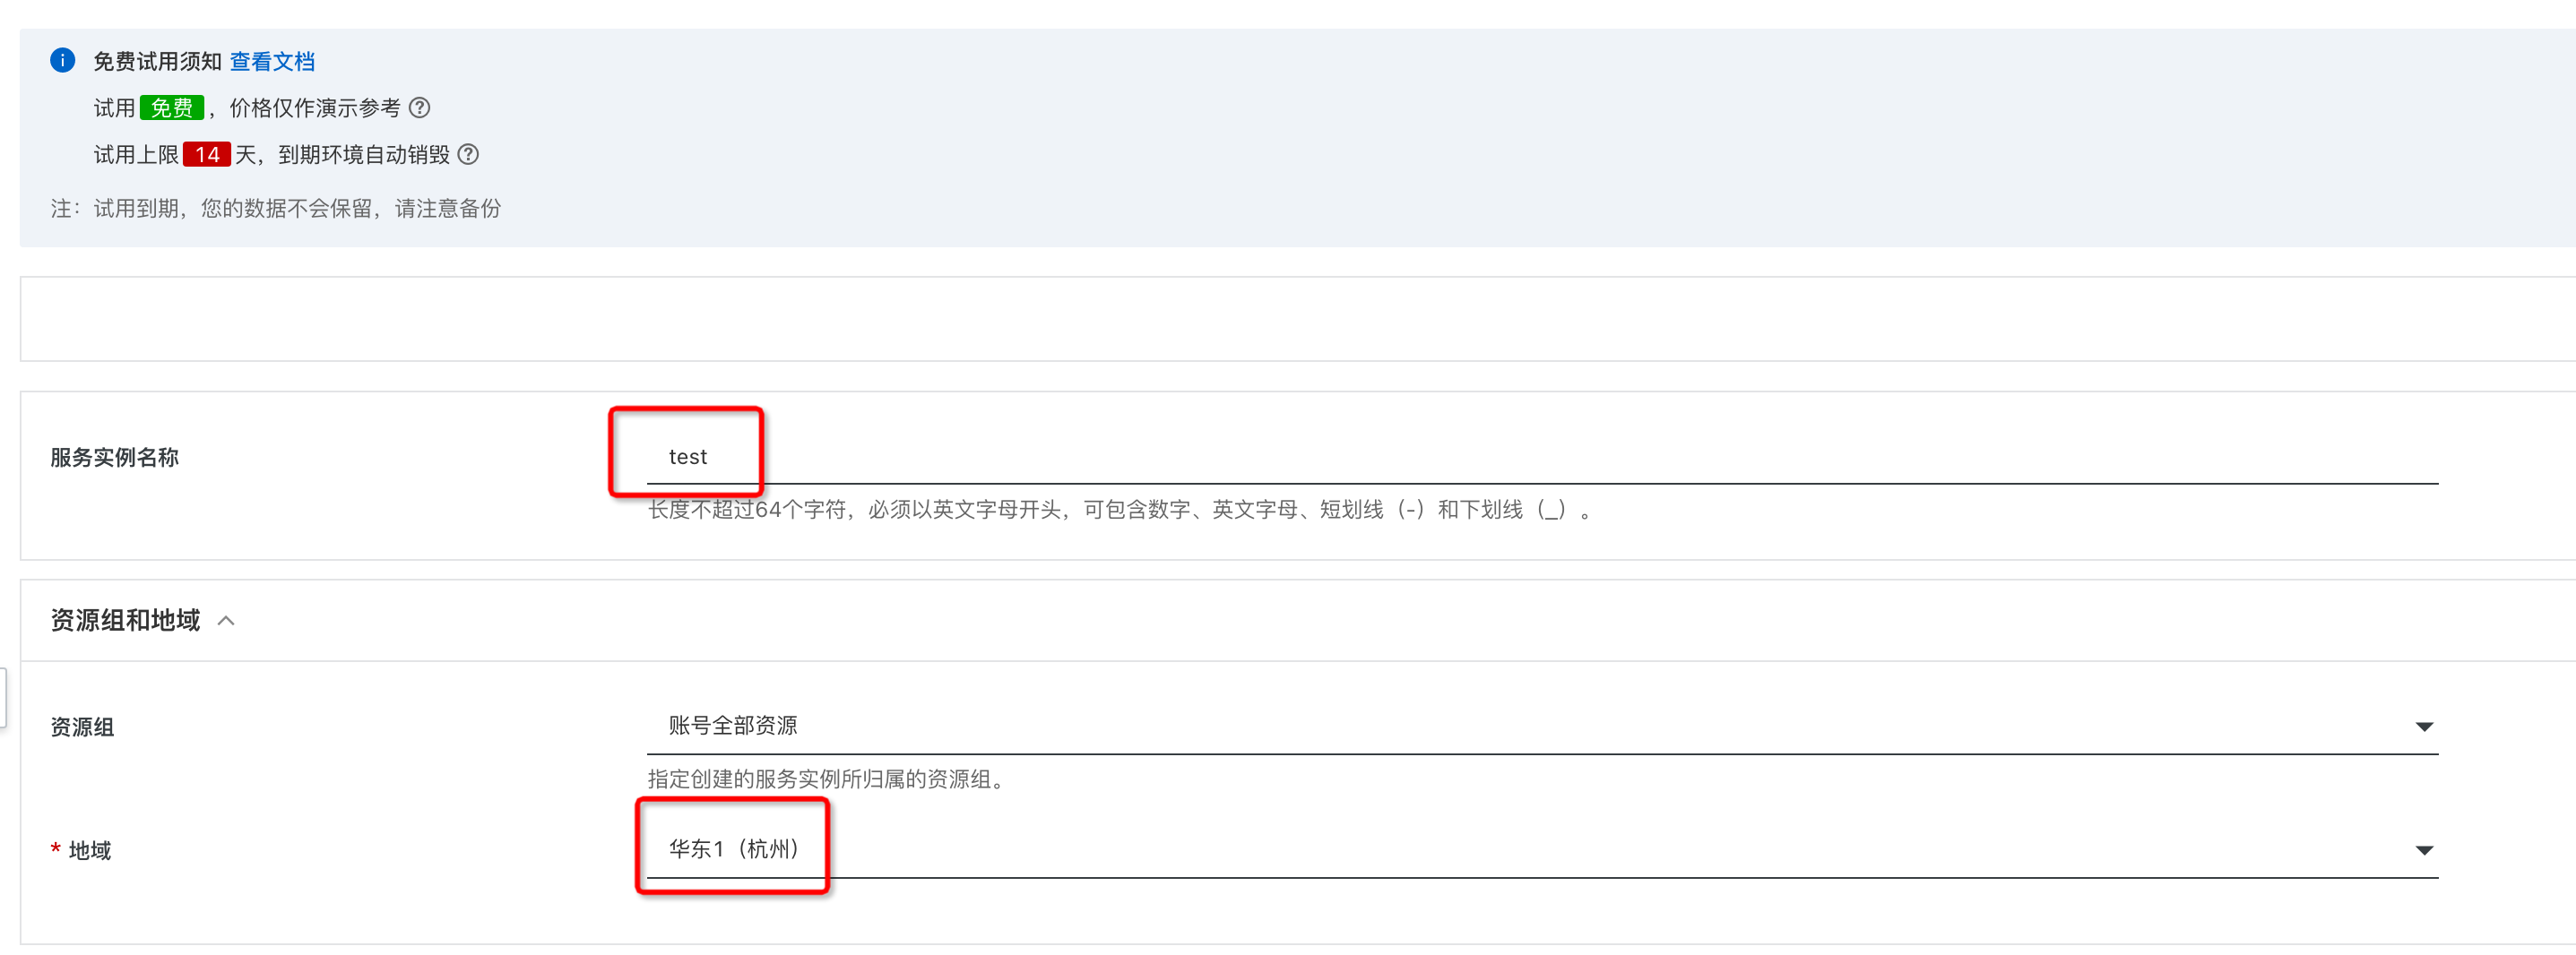 免费试用须知 查看文档
试用 免费 ，价格仅作演示参考
试用上限 14 天，到期环境自动销毁
注：试用到期，您的数据不会保留，请注意备份
服务实例名称
test
长度不超过64个字符，必须以英文字母开头，可包含数字、英文字母、短划线（-）和下划线（_）。
资源组和地域
资源组
账号全部资源
指定创建的服务实例所归属的资源组。
* 地域
华东1（杭州）